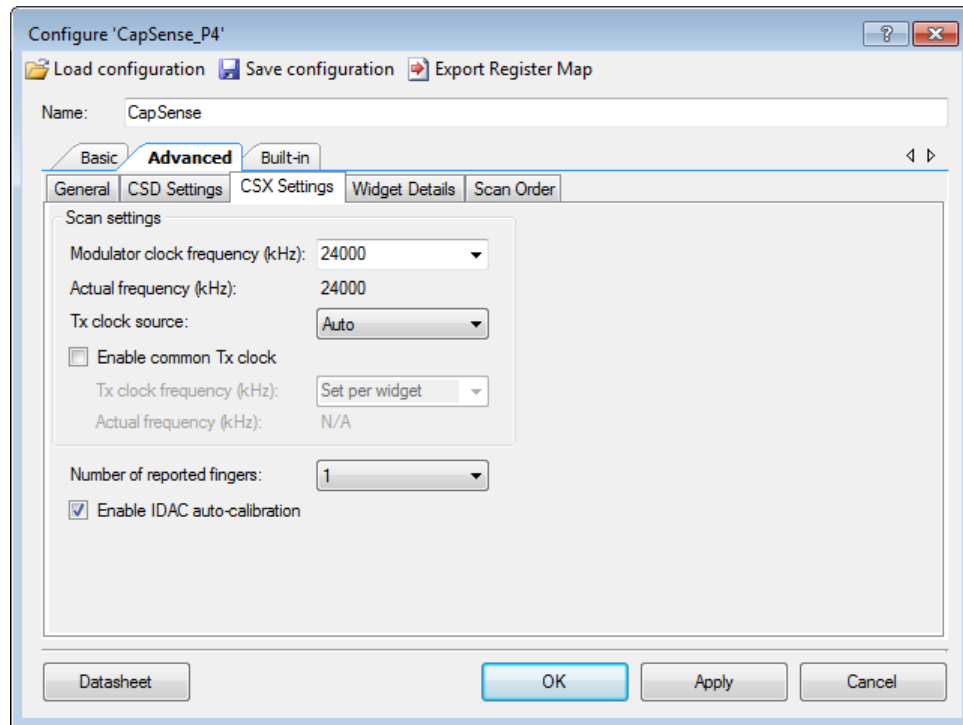 Configure 'CapSense_P4'
Load configuration Save configuration Export Register Map
Name: CapSense
Basic Advanced Built-in
General CSD Settings CSX Settings Widget Details Scan Order
Scan settings
Modulator clock frequency (kHz): 24000
Actual frequency (kHz): 24000
Tx clock source: Auto
Enable common Tx clock
Tx clock frequency (kHz): Set per widget
Actual frequency (kHz): N/A
Number of reported fingers: 1
Enable IDAC auto-calibration
Datasheet OK Apply Cancel